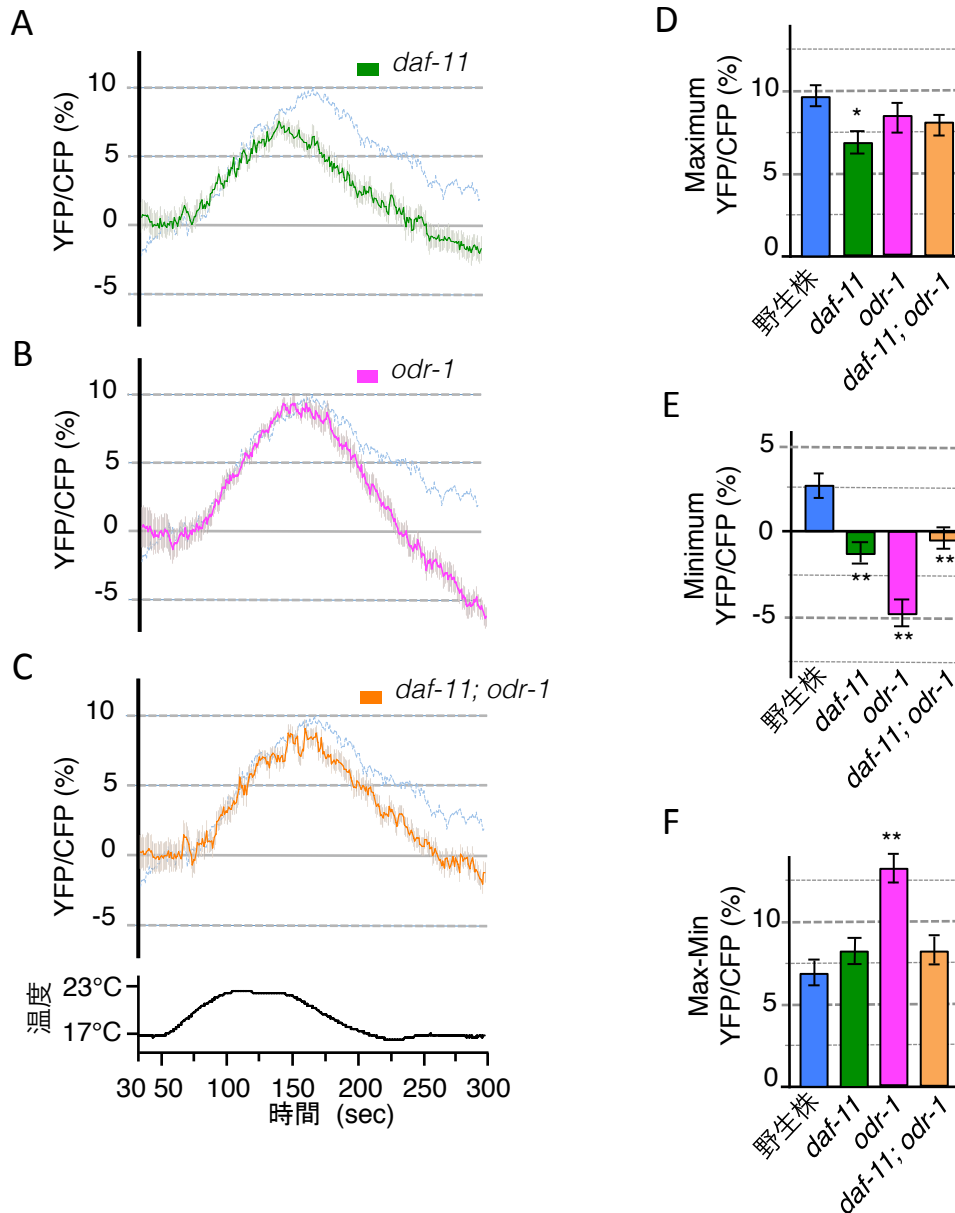 A
daf-11
10
5
0
-5
YFP/CFP (%)
B
odr-1
10
5
0
-5
YFP/CFP (%)
C
daf-11; odr-1
10
5
0
-5
YFP/CFP (%)
温度
23°C
17°C
30 50 100 150 200 250 300
時間 (sec)
D
Maximum
YFP/CFP (%)
10
5
0
*
野生株
daf-11
odr-1
daf-11; odr-1
E
Minimum
YFP/CFP (%)
5
0
-5
**
**
**
野生株
daf-11
odr-1
daf-11; odr-1
F
Max-Min
YFP/CFP (%)
10
5
0
**
野生株
daf-11
odr-1
daf-11; odr-1